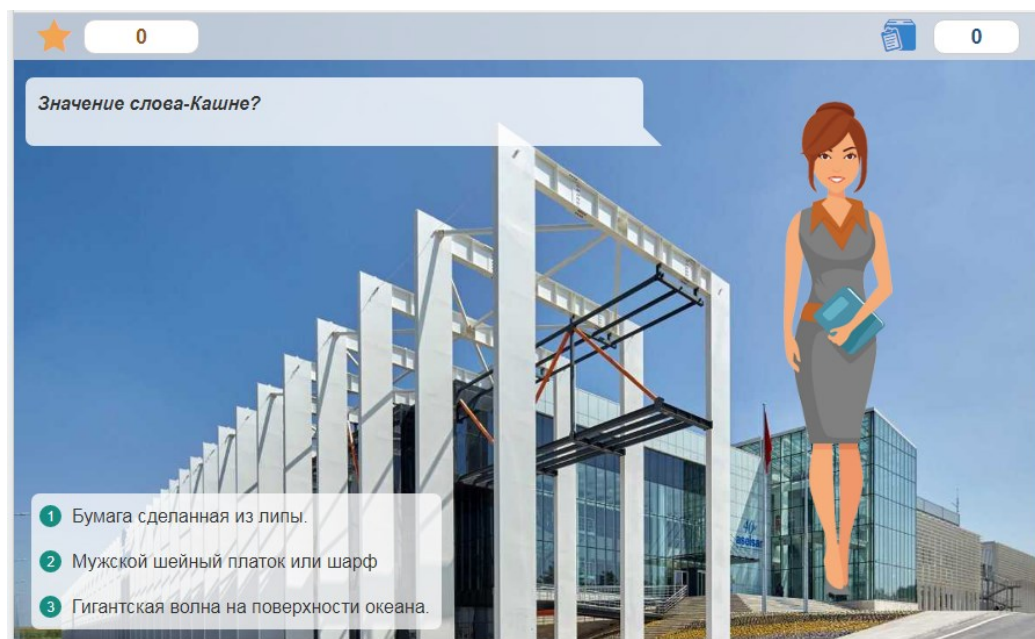 0
0
Значение слова-Кашне?
1 Бумага сделанная из липы.
2 Мужской шейный платок или шарф
3 Гигантская волна на поверхности океана.
aselsan